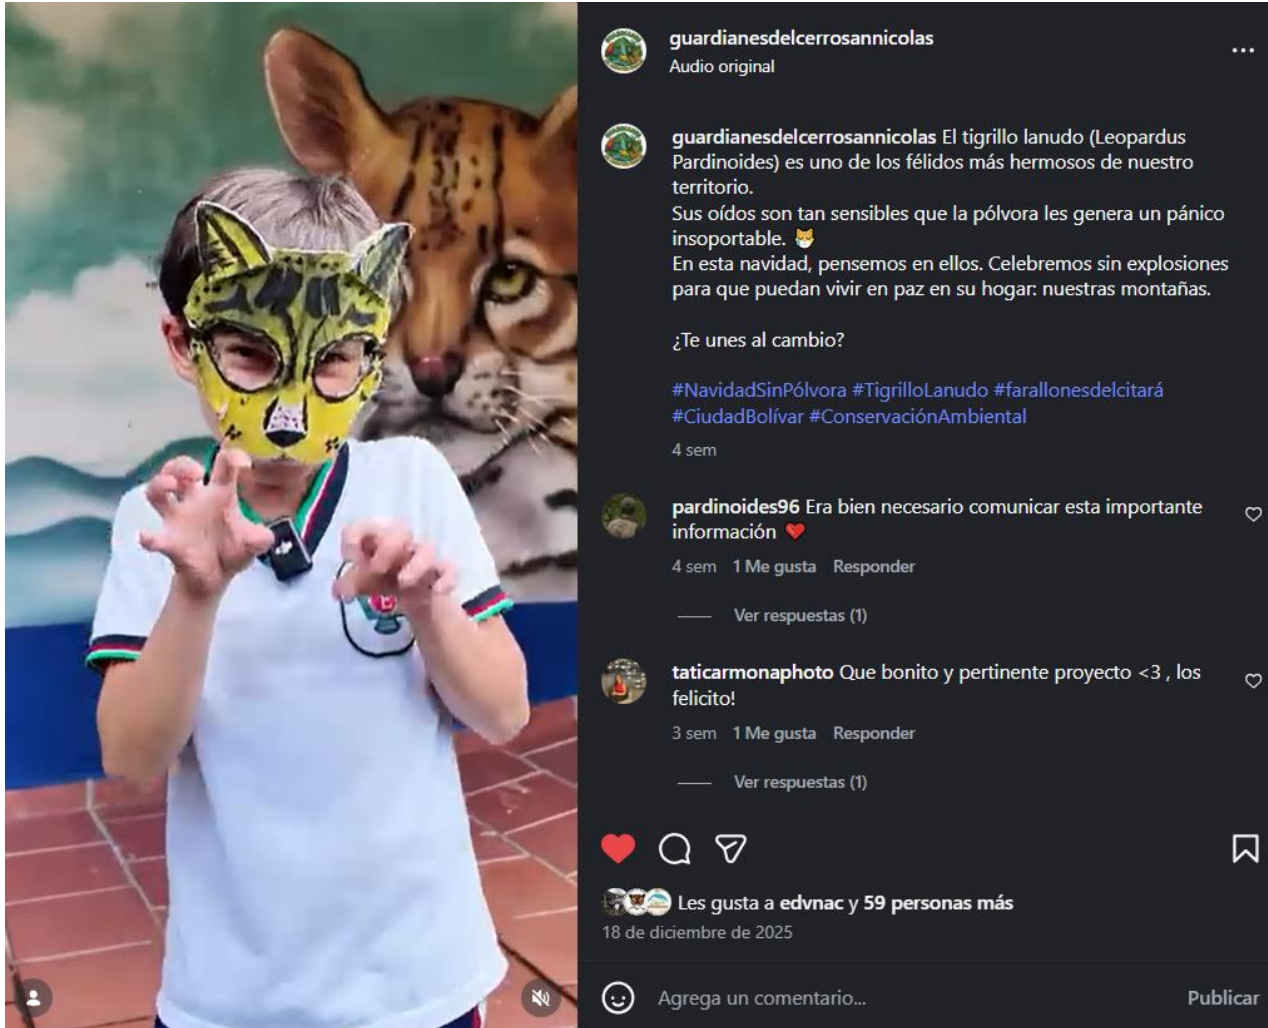 guardianesdelcerrosannicolas
Audio original
guardianesdelcerrosannicolas El tigrillo lanudo (Leopardus
Pardinoides) es uno de los félidos más hermosos de nuestro
territorio.
Sus oídos son tan sensibles que la pólvora les genera un pánico
insoportable. 😿
En esta navidad, pensemos en ellos. Celebremos sin explosiones
para que puedan vivir en paz en su hogar: nuestras montañas.
¿Te unes al cambio?
#NavidadSinPólvora #TigrilloLanudo #farallonesdelcitará
#CiudadBolívar #ConservaciónAmbiental
4 sem
pardinoides96 Era bien necesario comunicar esta importante
información ❤️
4 sem 1 Me gusta Responder
Ver respuestas (1)
taticarmonaphoto Que bonito y pertinente proyecto <3 , los
felicito!
3 sem 1 Me gusta Responder
Ver respuestas (1)
Les gusta a edvnac y 59 personas más
18 de diciembre de 2025
Agrega un comentario... Publicar